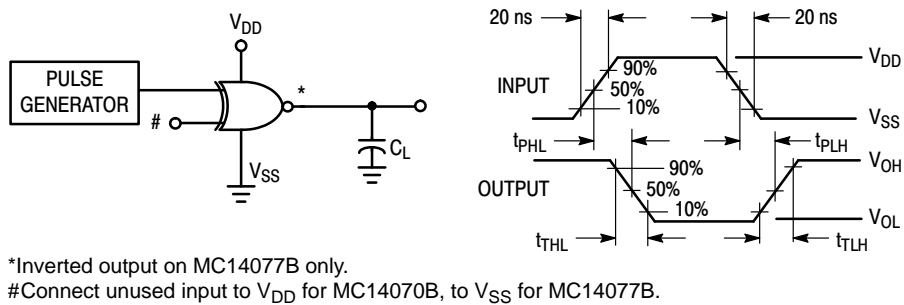 V_DD
PULSE
GENERATOR
*
#
C_L
V_SS
20 ns
20 ns
INPUT
90%
50%
10%
V_DD
V_SS
t_PHL
t_PLH
OUTPUT
90%
50%
10%
V_OH
V_OL
t_THL
t_TLH
*Inverted output on MC14077B only.
#Connect unused input to V_DD for MC14070B, to V_SS for MC14077B.